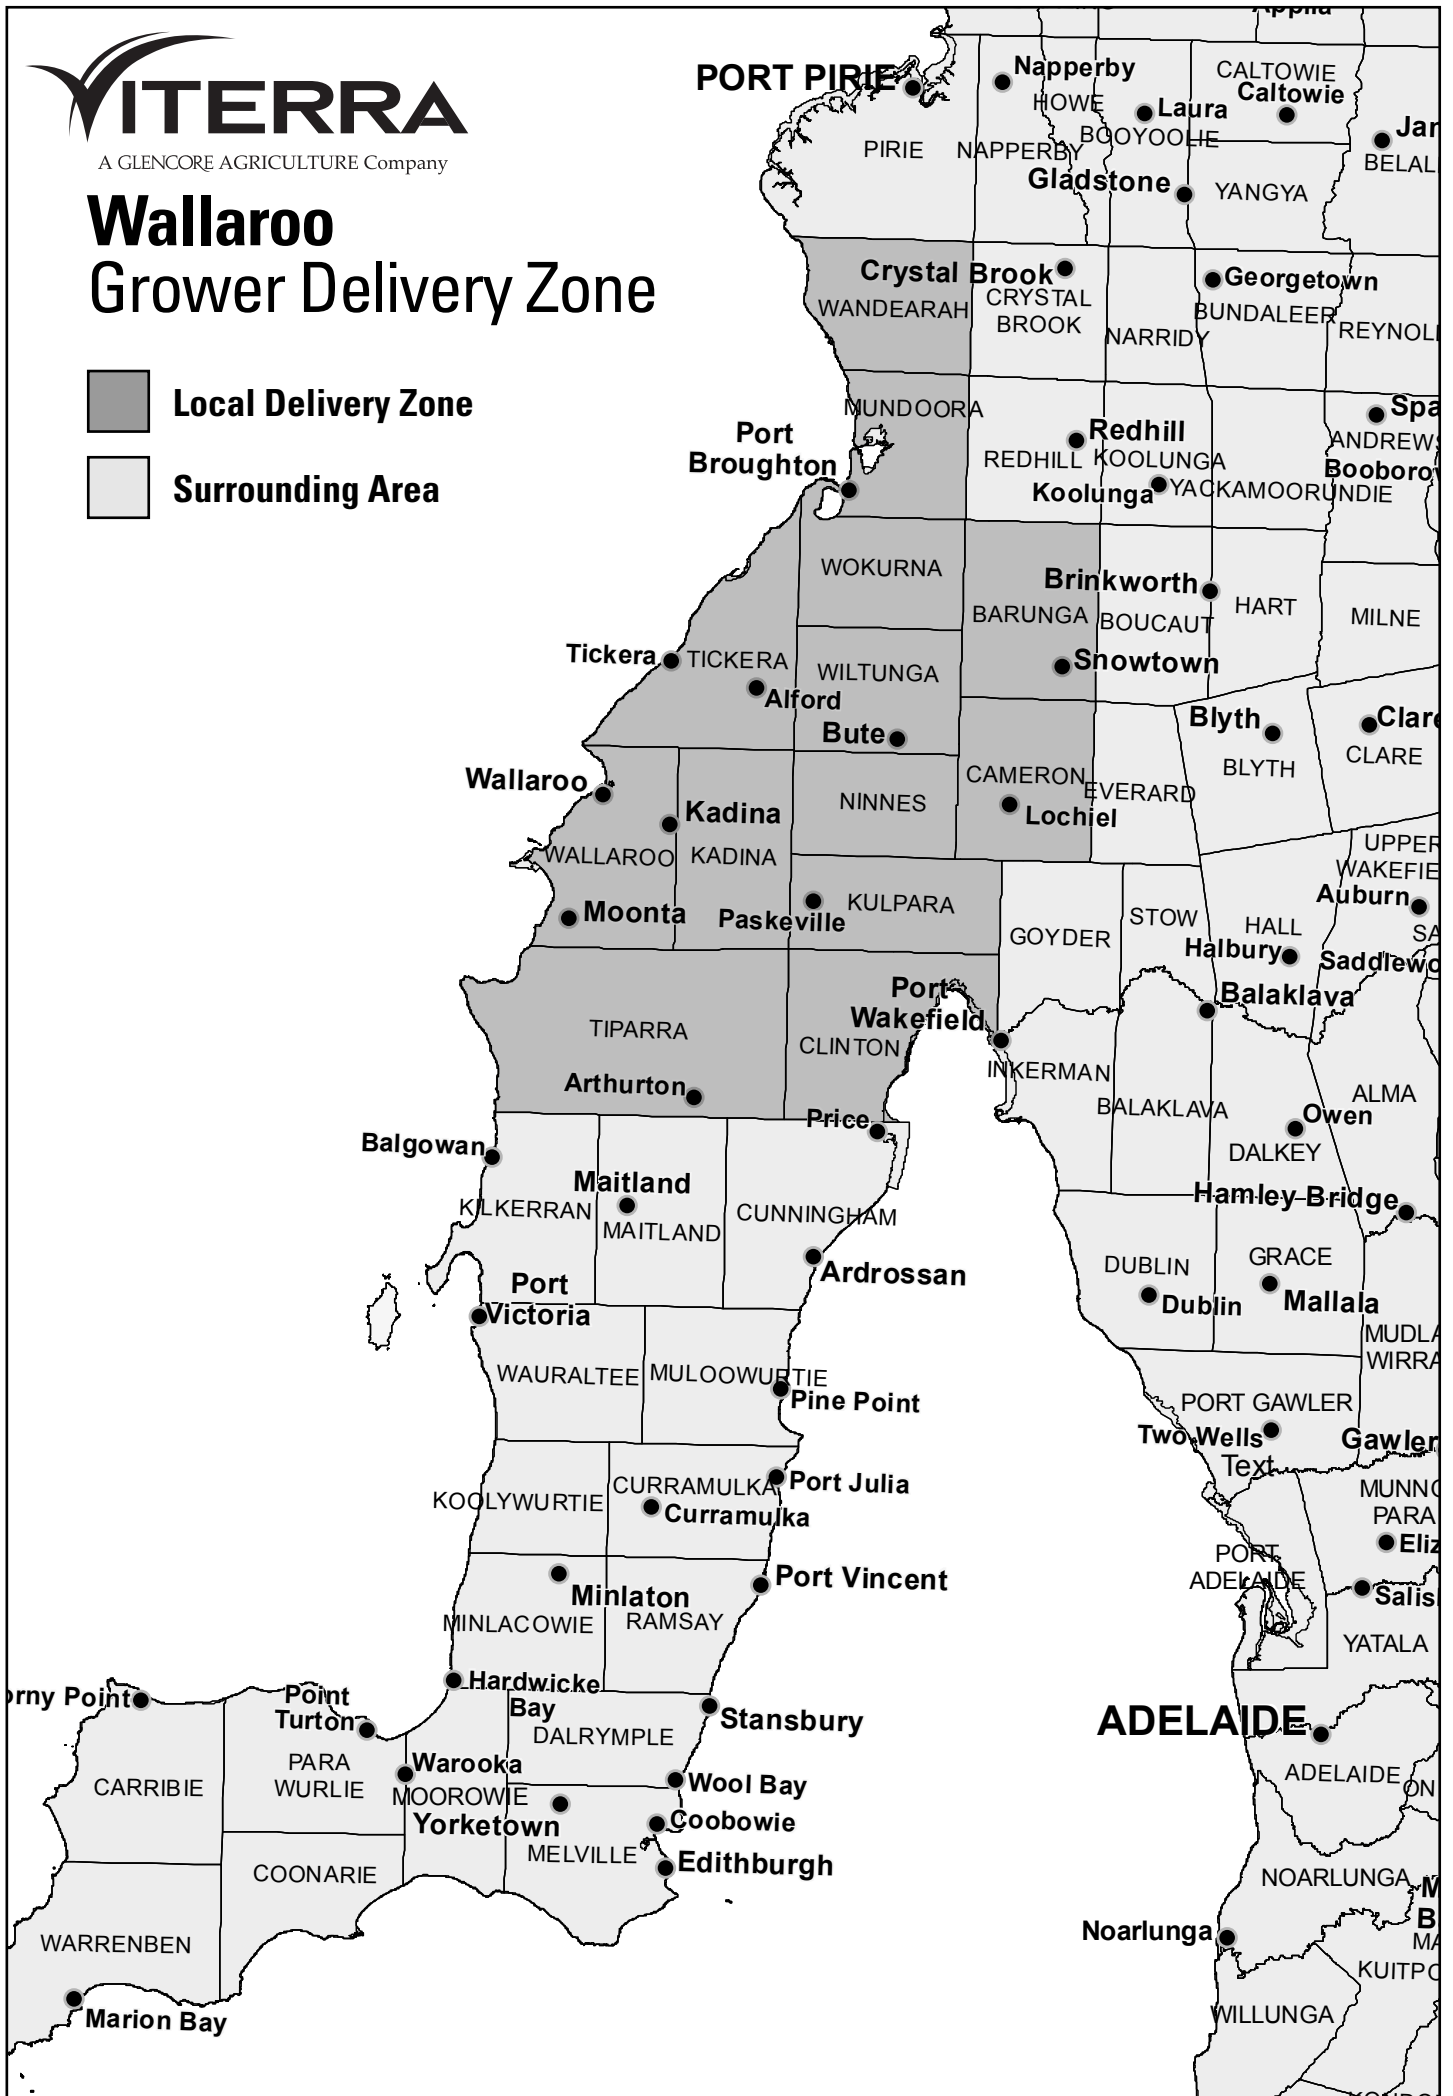 VITERRA
A GLENCORE AGRICULTURE Company
Wallaroo
Grower Delivery Zone
Local Delivery Zone
Surrounding Area
PORT PIRIE
Napperby
HOWE
Laura
CALTOWIE
Caltowie
PIRIE
NAPPERBY
BOOYOOLIE
Gladstone
YANGYA
Crystal Brook
WANDEARAH
CRYSTAL
BROOK
Georgetown
BUNDALEER
NARRIDY
MUNDOORA
Port
Broughton
Redhill
REDHILL
KOOLUNGA
Koolunga
YACKAMOORUNDIE
WOKURNA
BARUNGA
Brinkworth
BOUCAUT
HART
MILNE
Tickera
TICKERA
Alford
WILTUNGA
Snowtown
Bute
Blyth
BLYTH
CLARE
Wallaroo
Kadina
WALLAROO
KADINA
NINNES
CAMERON
Lochiel
EVERARD
UPPER
Moonta
Paskeville
KULPARA
GOYDER
STOW
HALL
Halbury
Auburn
Balaklava
Port
Wakefield
TIPARRA
CLINTON
Arthurton
INKERMAN
BALAKLAVA
ALMA
Owen
DALKEY
Price
Balgowan
Maitland
KILKERRAN
MAITLAND
CUNNINGHAM
Hamley Bridge
Ardrossan
DUBLIN
Dublin
GRACE
Mallala
Port
Victoria
WAURALTEE
MULOOWURTIE
Pine Point
PORT GAWLER
Two Wells
Text
Gawler
KOOLYWURTIE
CURRAMULKA
Port Julia
Curramulka
PARA
PORT
ADELAIDE
Minlaton
Port Vincent
MINLACOWIE
RAMSAY
YATALA
Hardwicke
Bay
Point
Turton
DALRYMPLE
Stansbury
ADELAIDE
ADELAIDE
CARRIBIE
PARA
WURLIE
Warooka
MOOROWIE
Yorketown
Wool Bay
Coobowie
MELVILLE
Edithburgh
COONARIE
NOARLUNGA
WARRENBEN
Noarlunga
Marion Bay
WILLUNGA